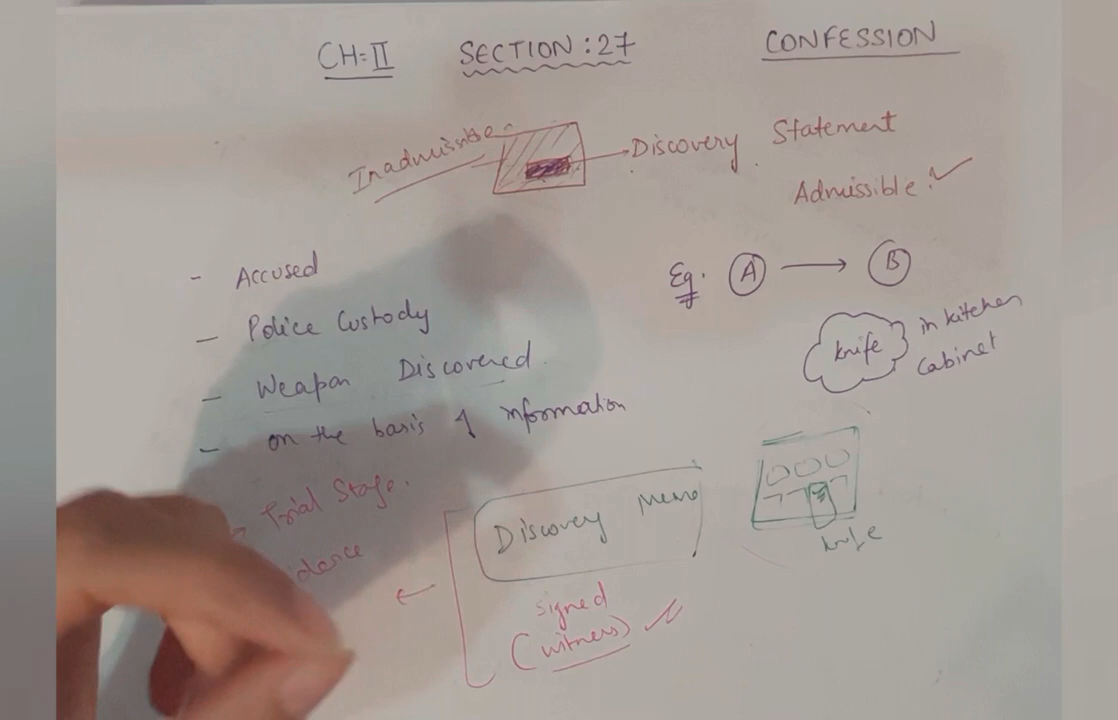 CH=II SECTION:27 CONFESSION
Inadmissible
Discovery Statement
Admissible.
- Accused
- Police Custody
- Weapon Discovered.
- on the basis of information
Trial Stage.
dence
Eg. A → B
knife
in kitchen
cabinet
knife
Discovery Memo
signed
(witness)